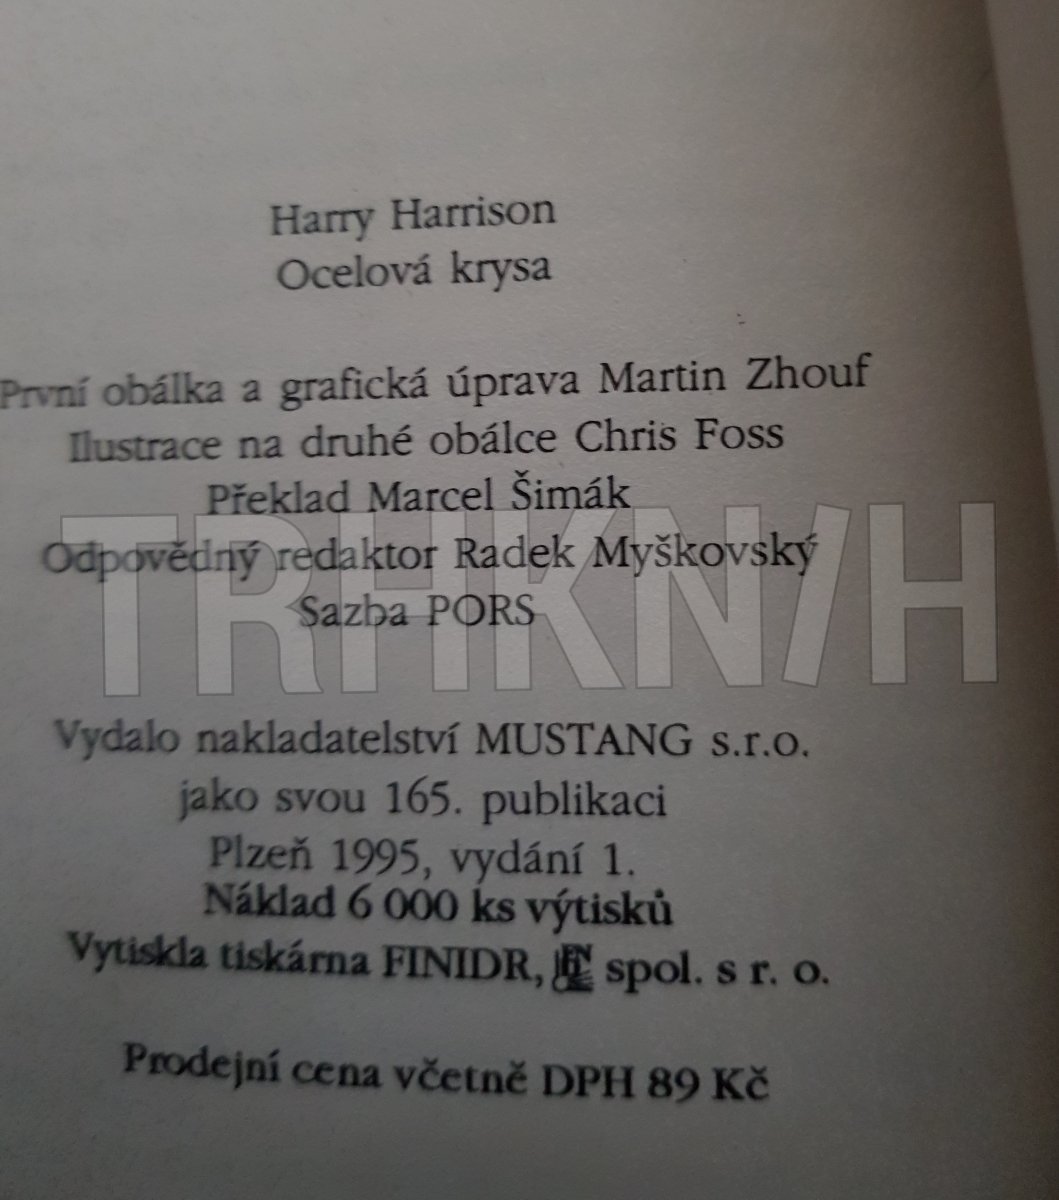 Harry Harrison
Ocelová krysa
První obálka a grafická úprava Martin Zhouf
Ilustrace na druhé obálce Chris Foss
Překlad Marcel Šimák
Odpovědný redaktor Radek Myškovský
Sazba PORS
TRHKNIH
Vydalo nakladatelství MUSTANG s.r.o.
jako svou 165. publikaci
Plzeň 1995, vydání 1.
Náklad 6 000 ks výtisků
Vytiskla tiskárna FINIDR, spol. s r. o.
Prodejní cena včetně DPH 89 Kč